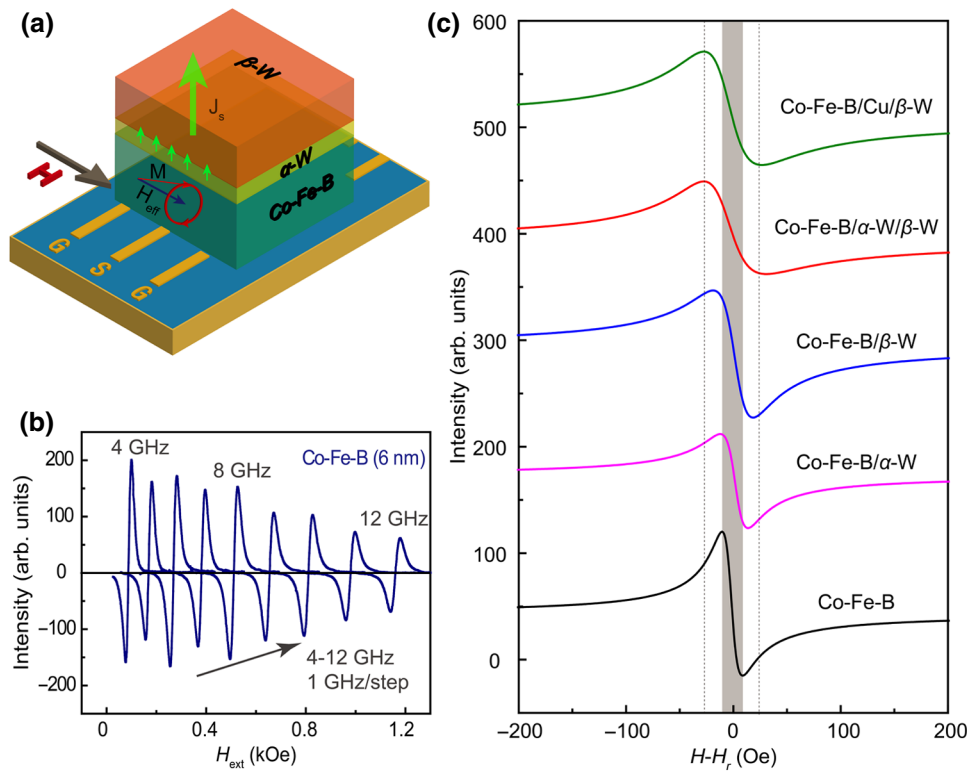 (a)
β-W
J_s
α-W
M
H_eff
Co-Fe-B
H
G
S
G
(b)
Intensity (arb. units)
200
100
0
−100
−200
4 GHz
8 GHz
12 GHz
Co-Fe-B (6 nm)
4-12 GHz
1 GHz/step
0
0.4
0.8
1.2
H_ext (kOe)
(c)
Intensity (arb. units)
600
500
400
300
200
100
0
Co-Fe-B/Cu/β-W
Co-Fe-B/α-W/β-W
Co-Fe-B/β-W
Co-Fe-B/α-W
Co-Fe-B
−200
−100
0
100
200
H-H_r (Oe)